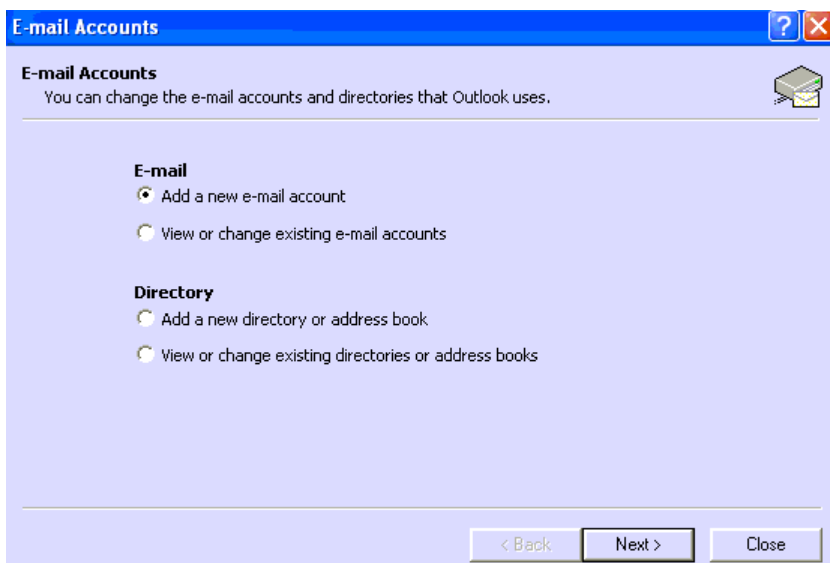 E-mail Accounts
?
E-mail Accounts
You can change the e-mail accounts and directories that Outlook uses.
E-mail
Add a new e-mail account
View or change existing e-mail accounts
Directory
Add a new directory or address book
View or change existing directories or address books
< Back Next > Close